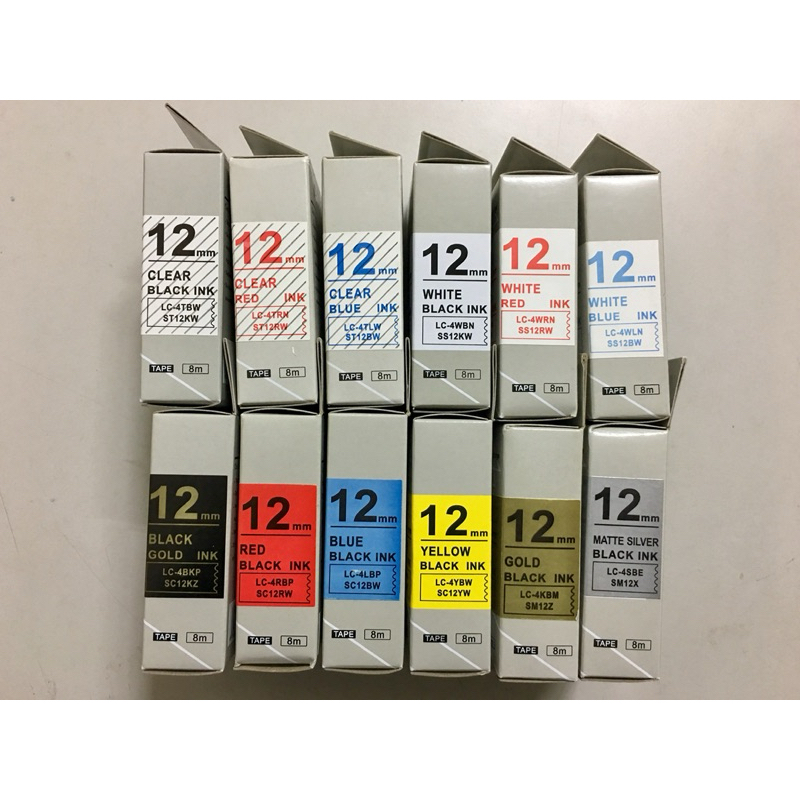 12mm
CLEAR
BLACK INK
LC-4TBW
ST12KW
TAPE 8m
12mm
CLEAR
RED INK
LC-4TRN
ST12RW
TAPE 8m
12mm
CLEAR
BLUE INK
LC-4TLW
ST12BW
TAPE 8m
12mm
WHITE
BLACK INK
LC-4WBN
SS12KW
TAPE 8m
12mm
WHITE
RED INK
LC-4WRN
SS12RW
TAPE 8m
12mm
WHITE
BLUE INK
LC-4WLN
SS12BW
TAPE 8m
12mm
BLACK
GOLD INK
LC-4BKP
SC12KZ
TAPE 8m
12mm
RED
BLACK INK
LC-4RBP
SC12RW
TAPE 8m
12mm
BLUE
BLACK INK
LC-4LBP
SC12BW
TAPE 8m
12mm
YELLOW
BLACK INK
LC-4YBW
SC12YW
TAPE 8m
12mm
GOLD
BLACK INK
LC-4KBM
SM12Z
TAPE 8m
12mm
MATTE SILVER
BLACK INK
LC-4SBE
SM12X
TAPE 8m